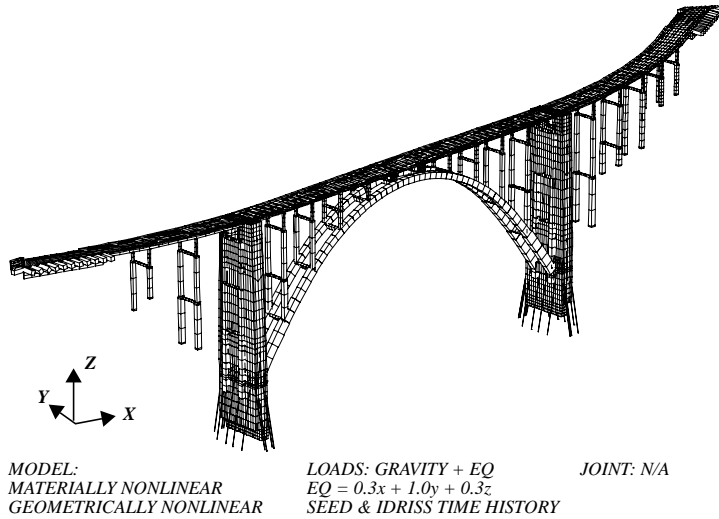 Z
Y
X
MODEL:
MATERIALLY NONLINEAR
GEOMETRICALLY NONLINEAR
LOADS: GRAVITY + EQ
EQ = 0.3x + 1.0y + 0.3z
SEED & IDRISS TIME HISTORY
JOINT: N/A